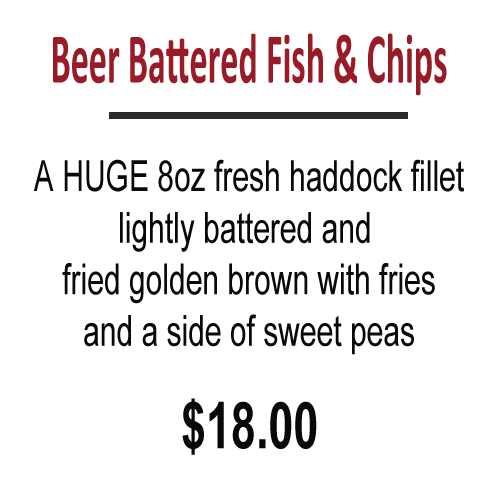 Beer Battered Fish & Chips
A HUGE 8oz fresh haddock fillet
lightly battered and
fried golden brown with fries
and a side of sweet peas
$18.00